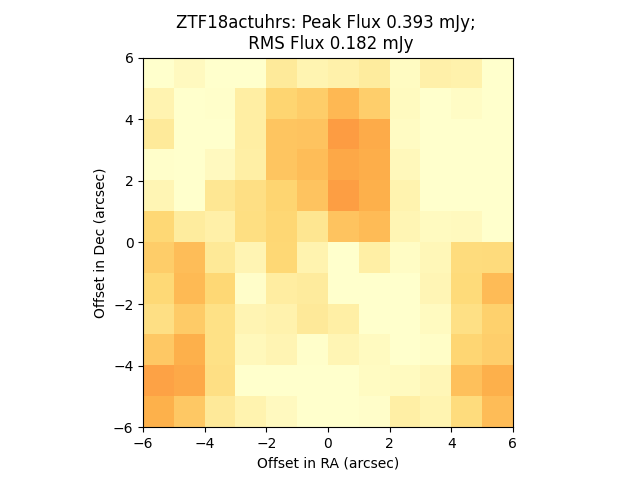 ZTF18actuhrs: Peak Flux 0.393 mJy;
RMS Flux 0.182 mJy
6
4
2
0
−2
−4
−6
Offset in Dec (arcsec)
−6 −4 −2 0 2 4 6
Offset in RA (arcsec)